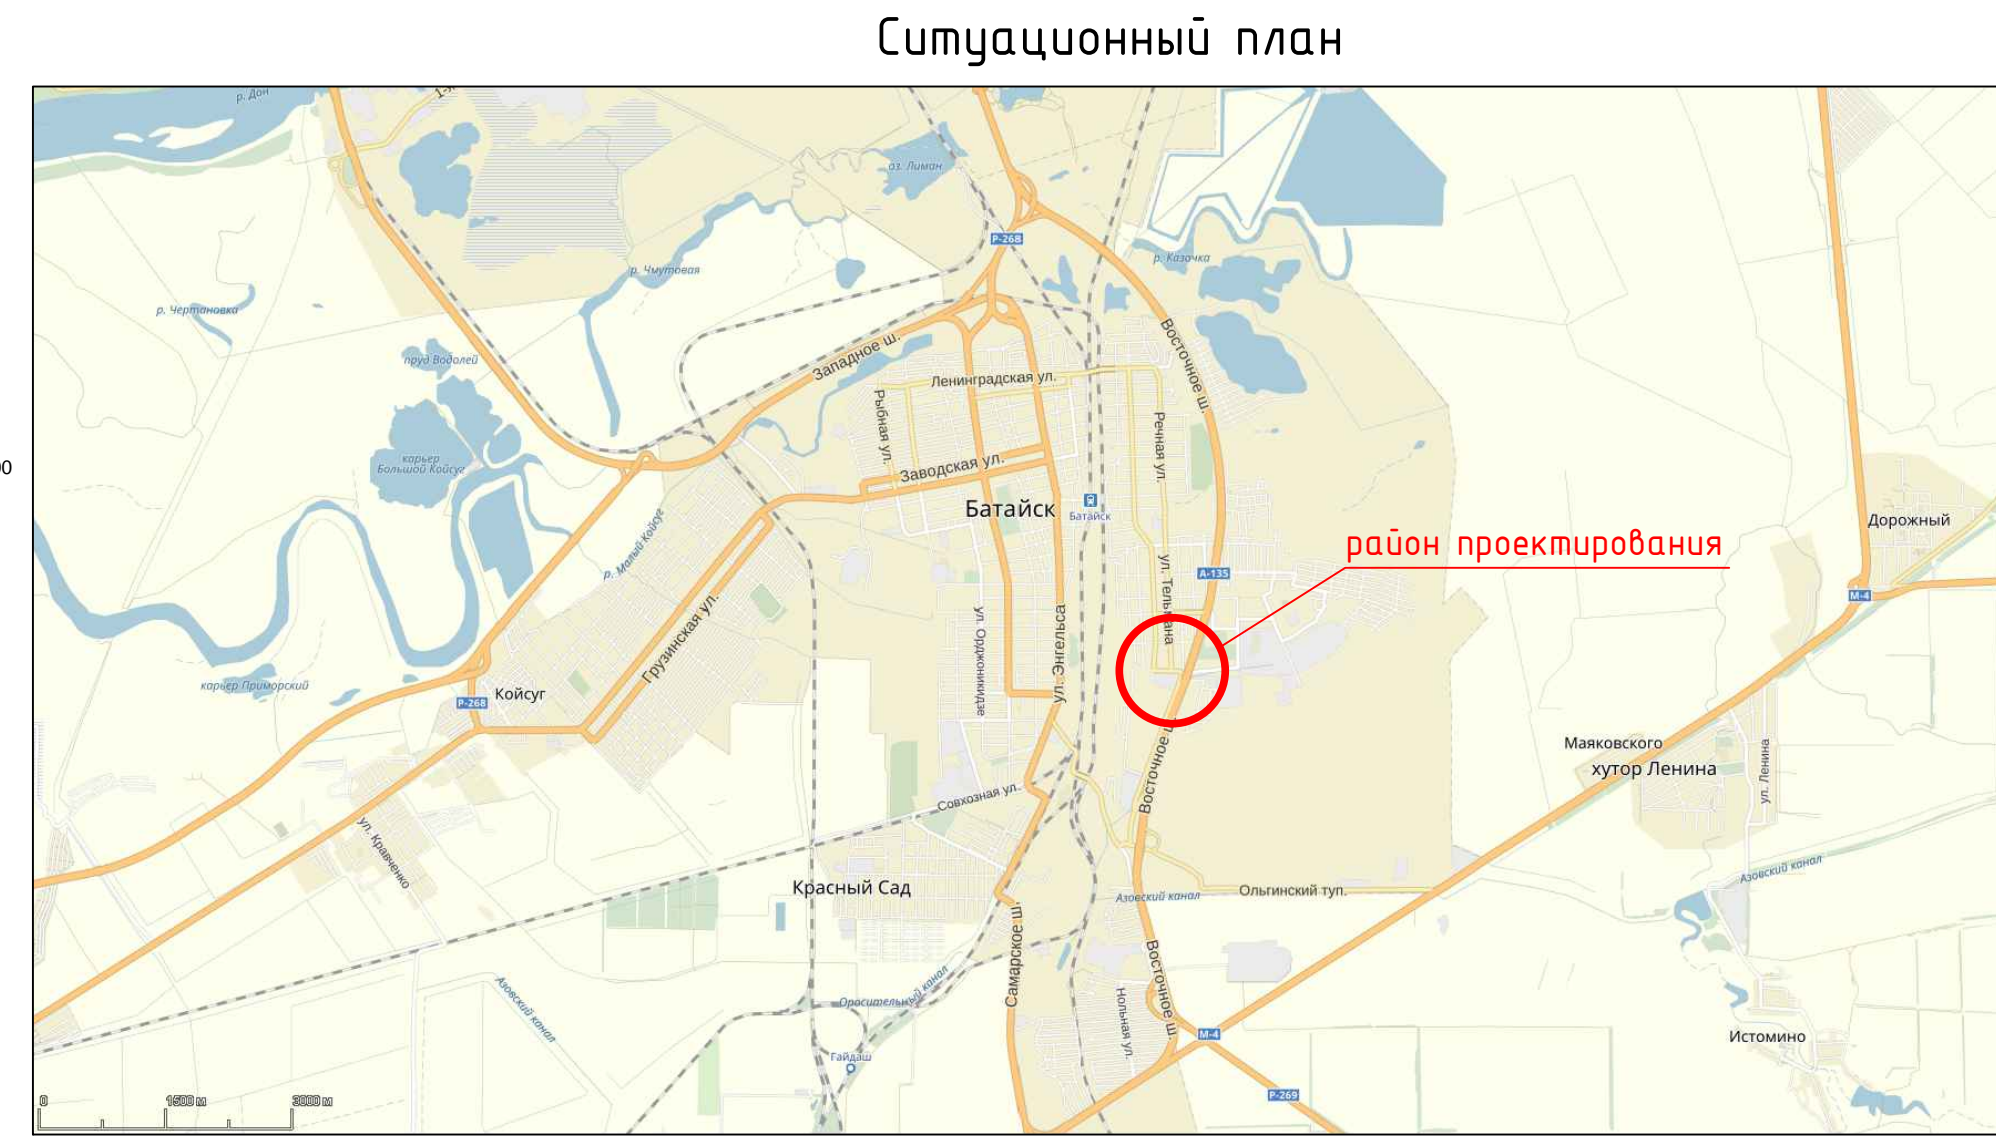 Ситуационный план
р. Дон
оз. Лиман
Р-268
р. Казачка
р. Чмутовая
р. Чертановка
пруд Водолей
Западное ш.
Восточное ш.
Ленинградская ул.
Рыбная ул.
Речная ул.
карьер
Большой Койсуг
Заводская ул.
Батайск
Батайск
р. Малый Койсуг
Дорожный
район проектирования
А-135
М-4
ул. Тельмана
Грузинская ул.
ул. Орджоникидзе
ул. Энгельса
карьер Приморский
Койсуг
Р-268
Маяковского
хутор Ленина
ул. Ленина
Восточное ш.
Совхозная ул.
ул. Кравченко
Красный Сад
Азовский канал
Ольгинский туп.
Азовский канал
Самарское ш.
Восточное ш.
Нольная ул.
Оросительный канал
Азовский канал
Гайдаш
М-4
Истомино
Р-269
0 1500 м 3000 м